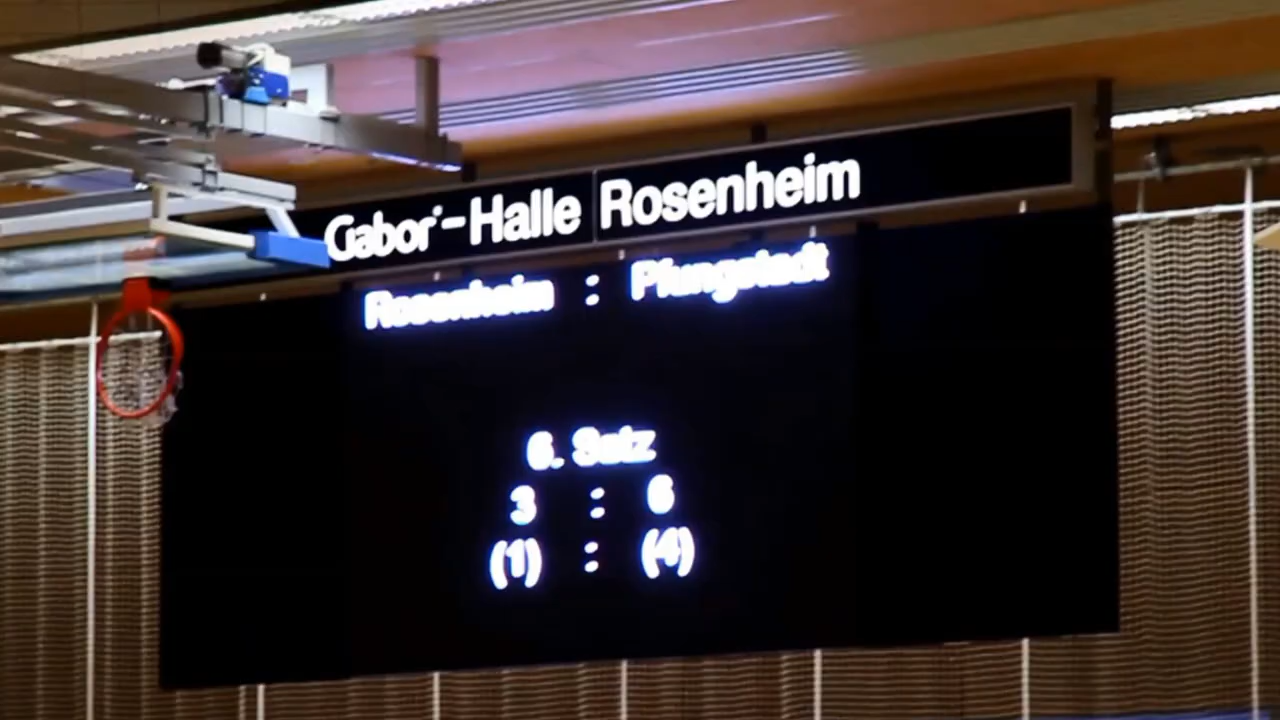 Gabor-Halle Rosenheim
Rosenheim : Pfungstadt
6. Satz
3 : 6
(1) : (4)